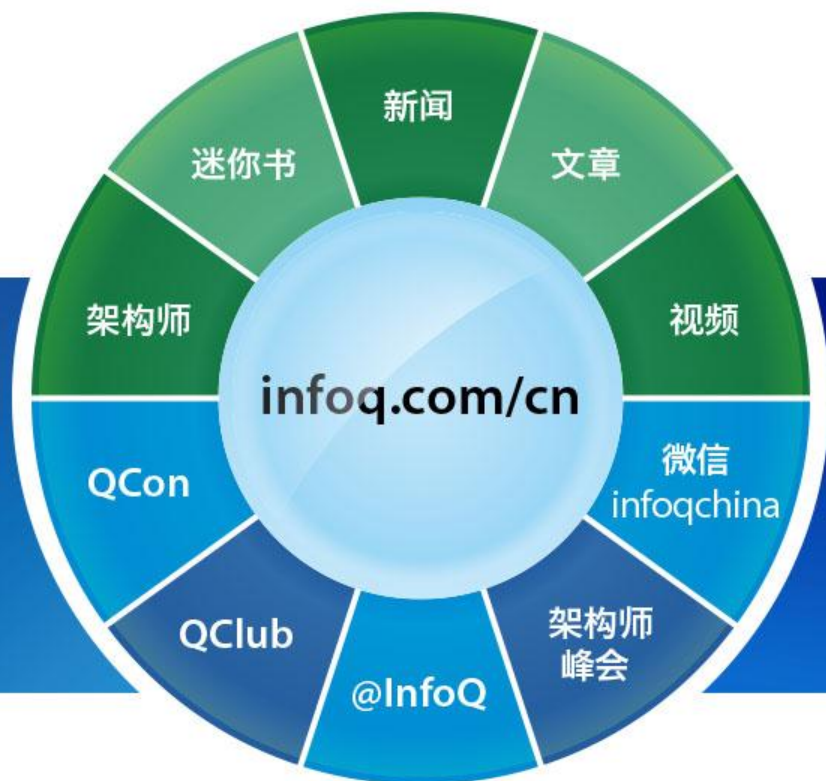 新闻
文章
视频
微信
infoqchina
架构师
峰会
@InfoQ
QClub
QCon
架构师
迷你书
infoq.com/cn